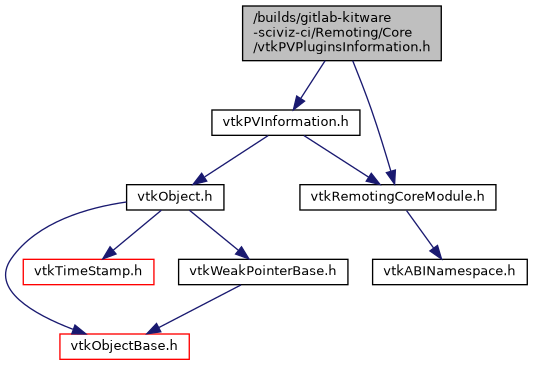 /builds/gitlab-kitware
-sciviz-ci/Remoting/Core
/vtkPVPluginsInformation.h
vtkPVInformation.h
vtkObject.h
vtkRemotingCoreModule.h
vtkTimeStamp.h
vtkWeakPointerBase.h
vtkABINamespace.h
vtkObjectBase.h